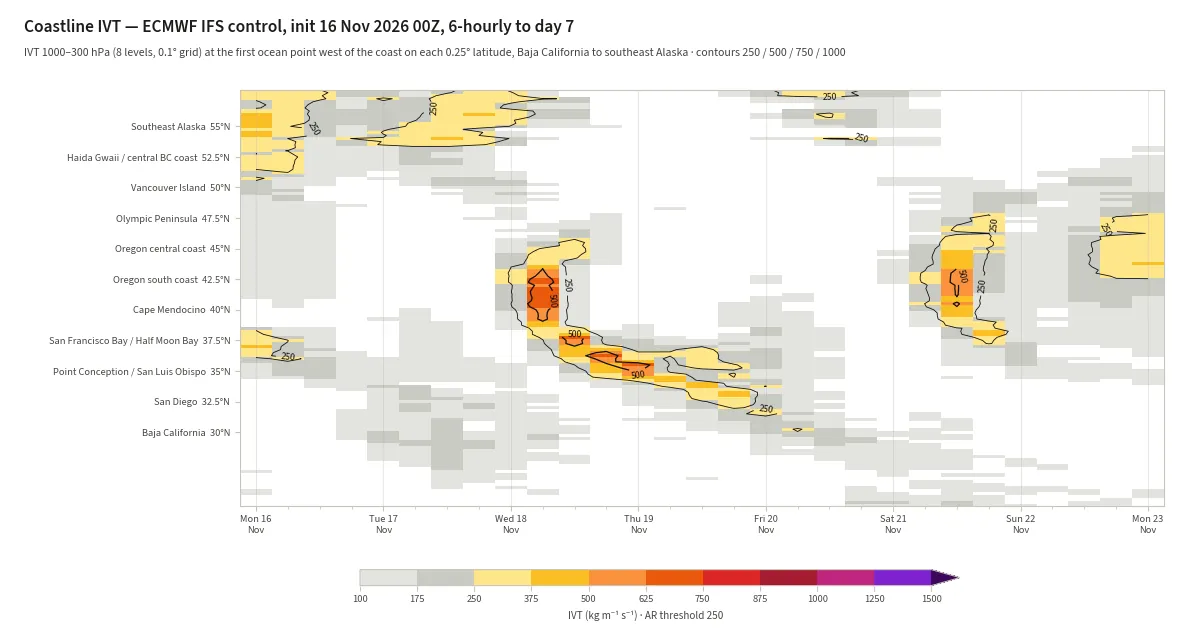 Coastline IVT — ECMWF IFS control, init 16 Nov 2026 00Z, 6-hourly to day 7
IVT 1000–300 hPa (8 levels, 0.1° grid) at the first ocean point west of the coast on each 0.25° latitude, Baja California to southeast Alaska · contours 250 / 500 / 750 / 1000
250
250
250
250
Southeast Alaska 55°N
Haida Gwaii / central BC coast 52.5°N
Vancouver Island 50°N
Olympic Peninsula 47.5°N
250
250
Oregon central coast 45°N
Oregon south coast 42.5°N
500
250
250
500
Cape Mendocino 40°N
San Francisco Bay / Half Moon Bay 37.5°N
500
250
Point Conception / San Luis Obispo 35°N
500
San Diego 32.5°N
250
Baja California 30°N
Mon 16 Tue 17 Wed 18 Thu 19 Fri 20 Sat 21 Sun 22 Mon 23
Nov Nov Nov Nov Nov Nov Nov Nov
100 175 250 375 500 625 750 875 1000 1250 1500
IVT (kg m⁻¹ s⁻¹) · AR threshold 250